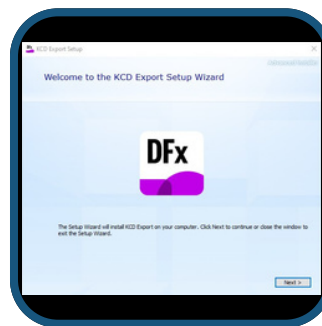 KCD Export Setup
Welcome to the KCD Export Setup Wizard
DFx
The Setup Wizard will install KCD Export on your computer. Click Next to continue or close the window to
exit the Setup Wizard.
Next >